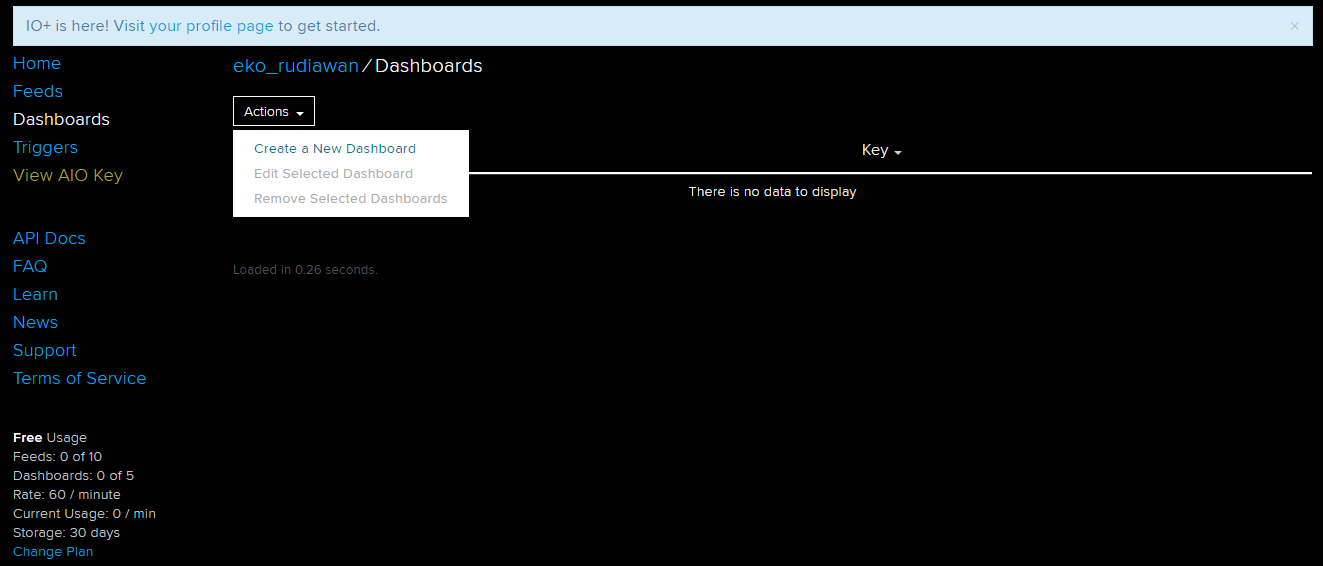 IO+ is here! Visit your profile page to get started. ×
Home
Feeds
Dashboards
Triggers
View AIO Key
API Docs
FAQ
Learn
News
Support
Terms of Service
Free Usage
Feeds: 0 of 10
Dashboards: 0 of 5
Rate: 60 / minute
Current Usage: 0 / min
Storage: 30 days
Change Plan
eko_rudiawan / Dashboards
Actions
Create a New Dashboard
Edit Selected Dashboard
Remove Selected Dashboards
Key
There is no data to display
Loaded in 0.26 seconds.